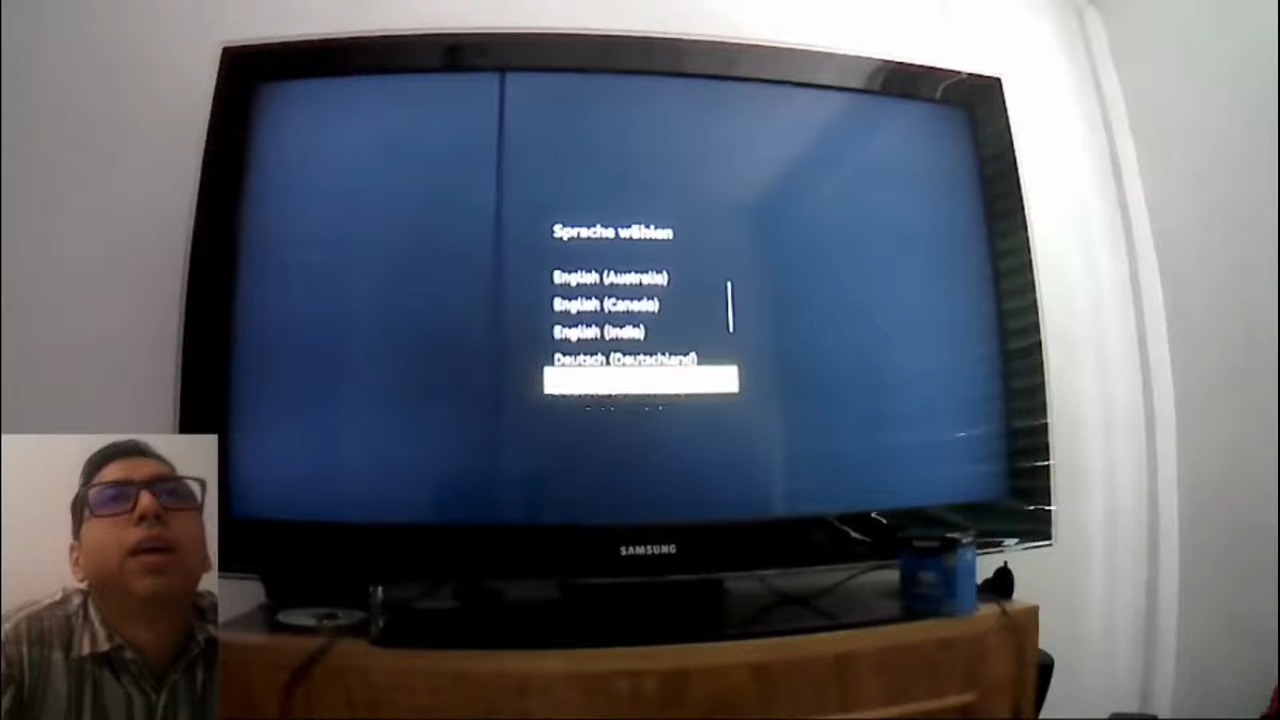 Sprache wählen
English (Australia)
English (Canada)
English (India)
Deutsch (Deutschland)
SAMSUNG